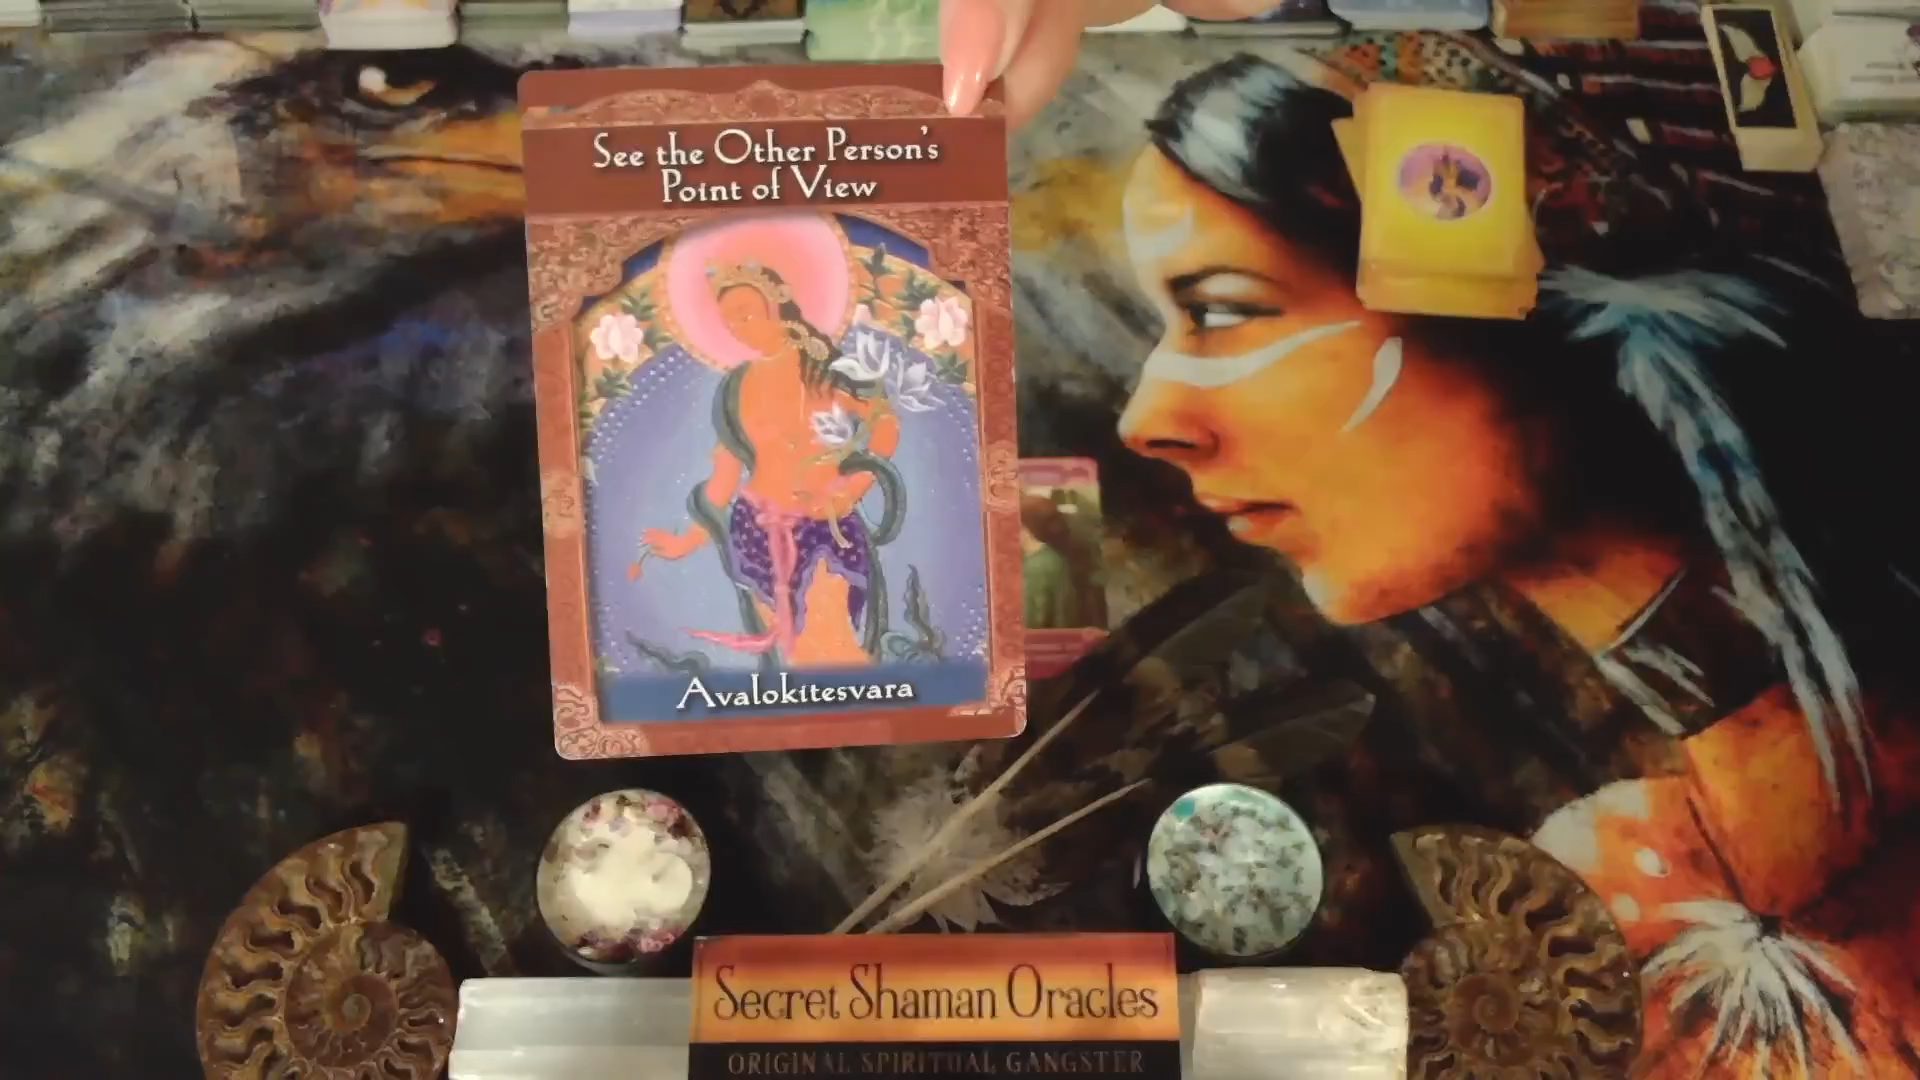 See the Other Person's
Point of View
Avalokitesvara
Secret Shaman Oracles
ORIGINAL SPIRITUAL GANGSTER